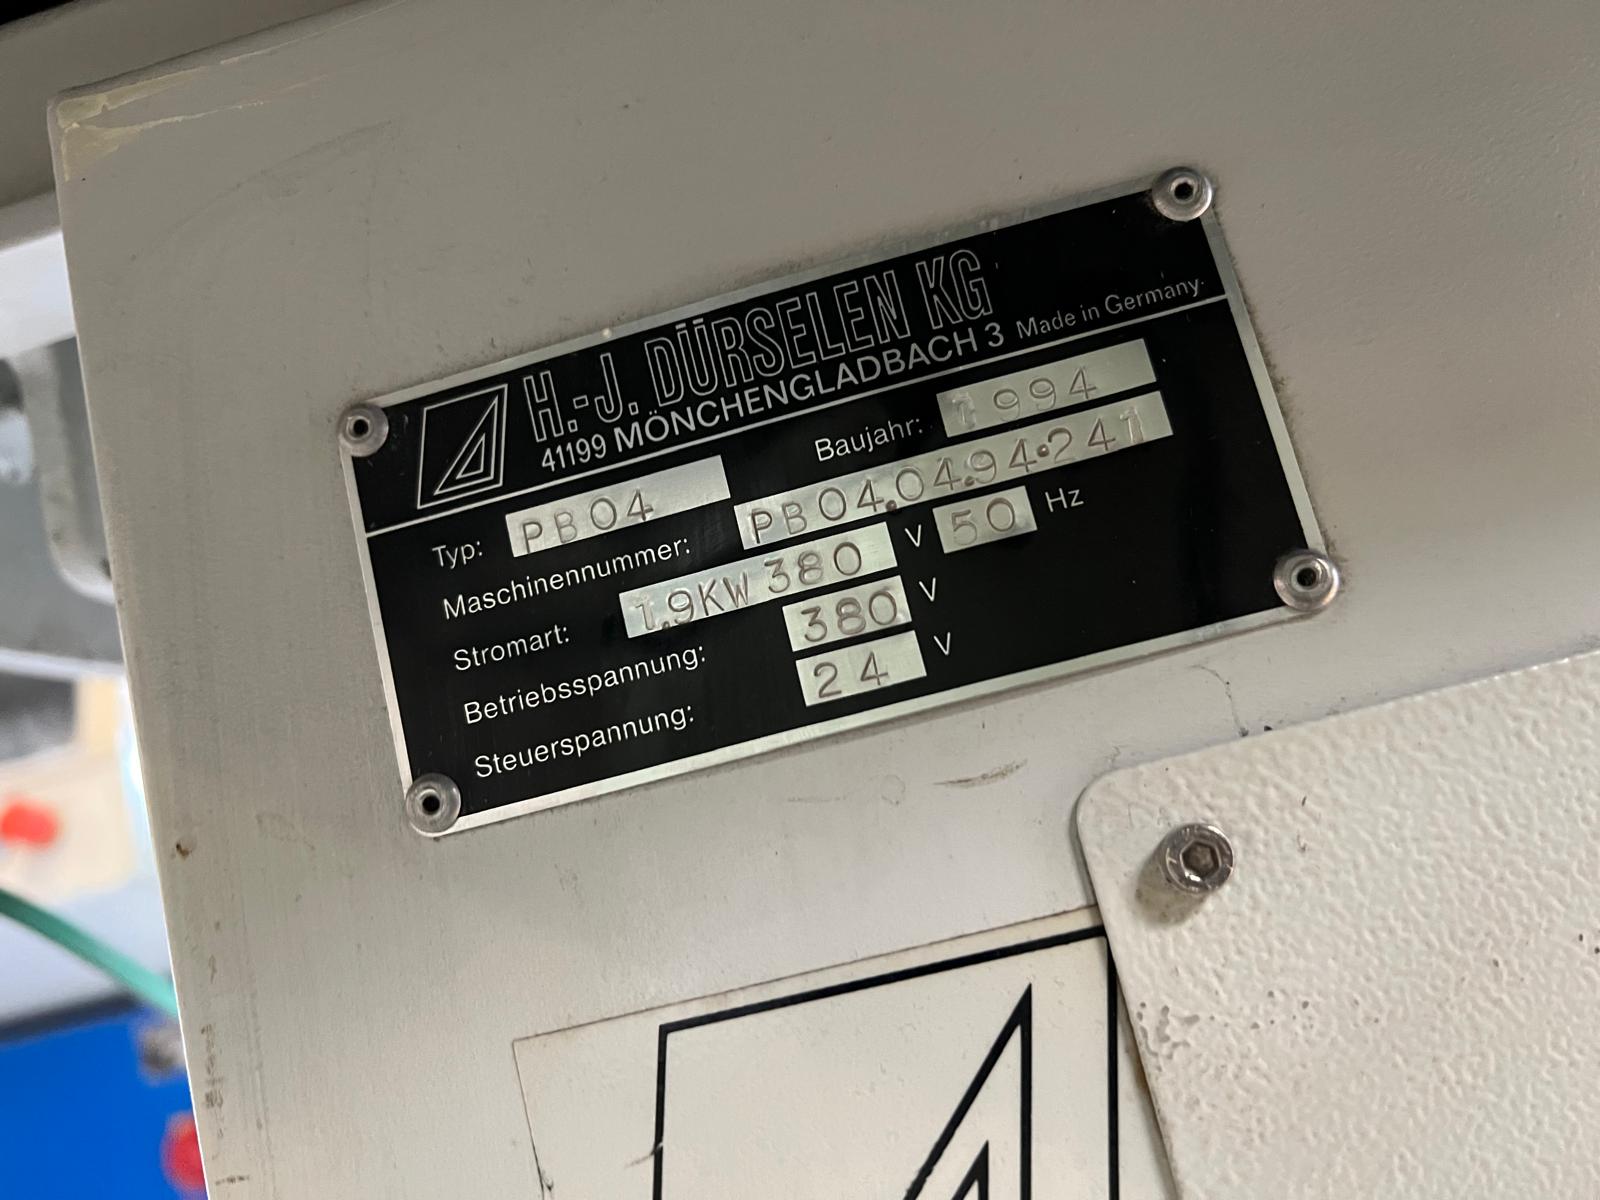 H.-J. DÜRSELEN KG
41199 MÖNCHENGLADBACH 3 Made in Germany.
Typ: PB04 Baujahr: 1994
Maschinennummer: PB04.04.94.241
Stromart: 1.9KW 380 V 50 Hz
Betriebsspannung: 380 V
Steuerspannung: 24 V